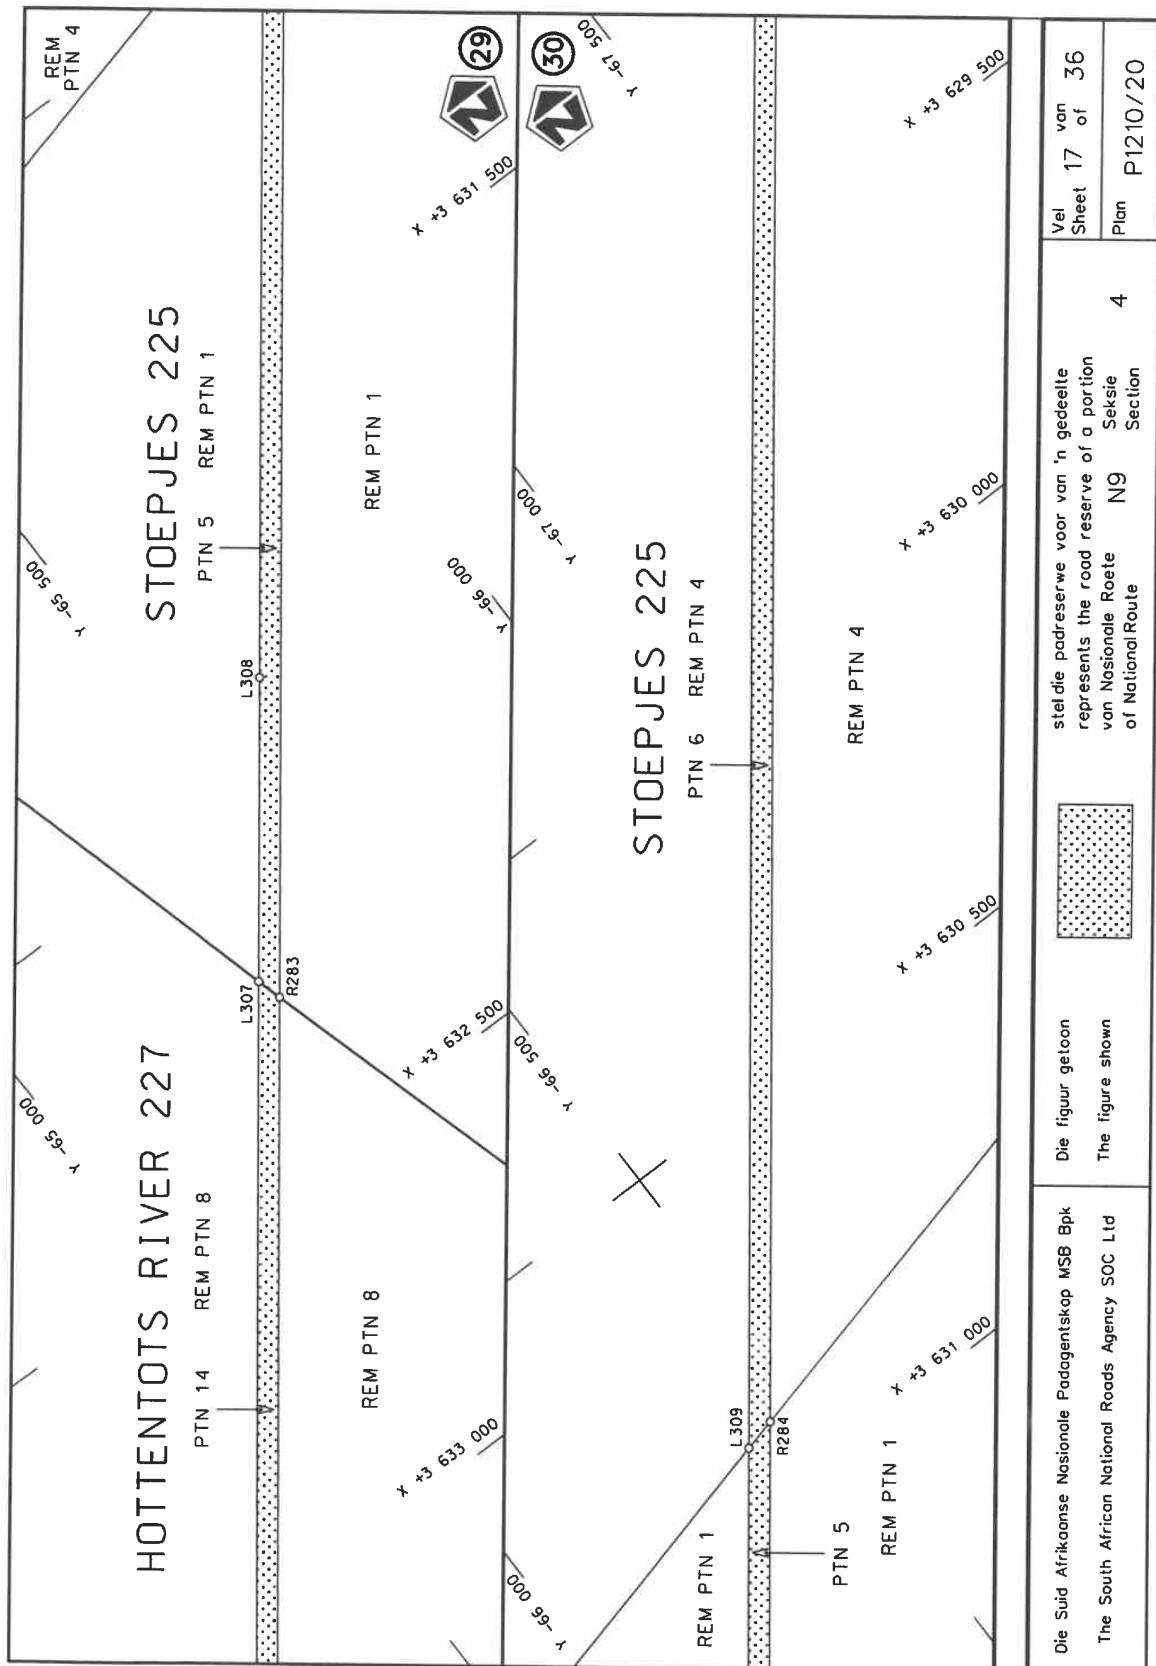 REM
PTN 4
29
Y -65 500
Y -65 000
STOEPJES 225
PTN 5 REM PTN 1
REM PTN 1
X +3 631 500
L308
Y -66 000
L307
R283
HOTTENTOTS RIVER 227
PTN 14 REM PTN 8
REM PTN 8
X +3 632 500
X +3 633 000
30
Y -67 500
X +3 629 500
Y -67 000
STOEPJES 225
PTN 6 REM PTN 4
REM PTN 4
X +3 630 000
X +3 630 500
Y -66 500
X +3 631 000
L309
R284
REM PTN 1
PTN 5
REM PTN 1
Y -66 000
Die Suid Afrikaanse Nasionale Padagentskap MSB Bpk
The South African National Roads Agency SOC Ltd
Die figuur getoon
The figure shown
stel die padreserwe voor van 'n gedeelte
represents the road reserve of a portion
van Nasionale Roete Seksie
of National Route N9 Section 4
Vel 17 van 36
Sheet of
Plan P1210/20